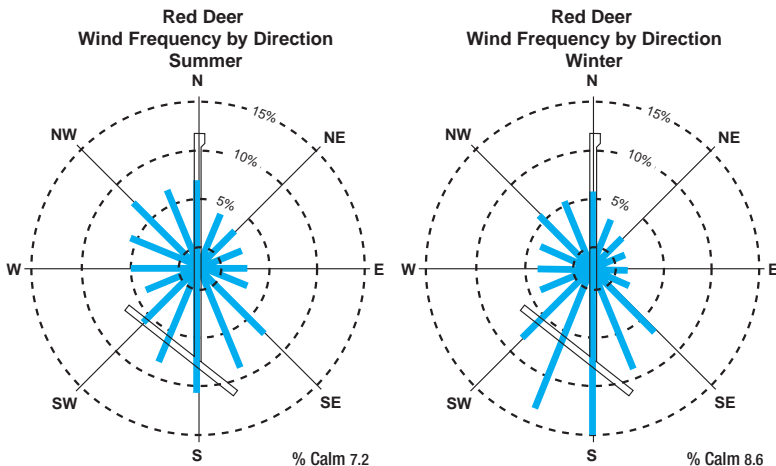 Red Deer
Wind Frequency by Direction
Summer
N
15%
NW
NE
10%
5%
W
E
SW
SE
S
% Calm 7.2
Red Deer
Wind Frequency by Direction
Winter
N
15%
NW
NE
10%
5%
W
E
SW
SE
S
% Calm 8.6